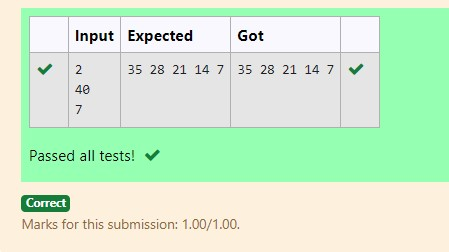 Input Expected Got
2 35 28 21 14 7 35 28 21 14 7
40
7
Passed all tests!
Correct
Marks for this submission: 1.00/1.00.